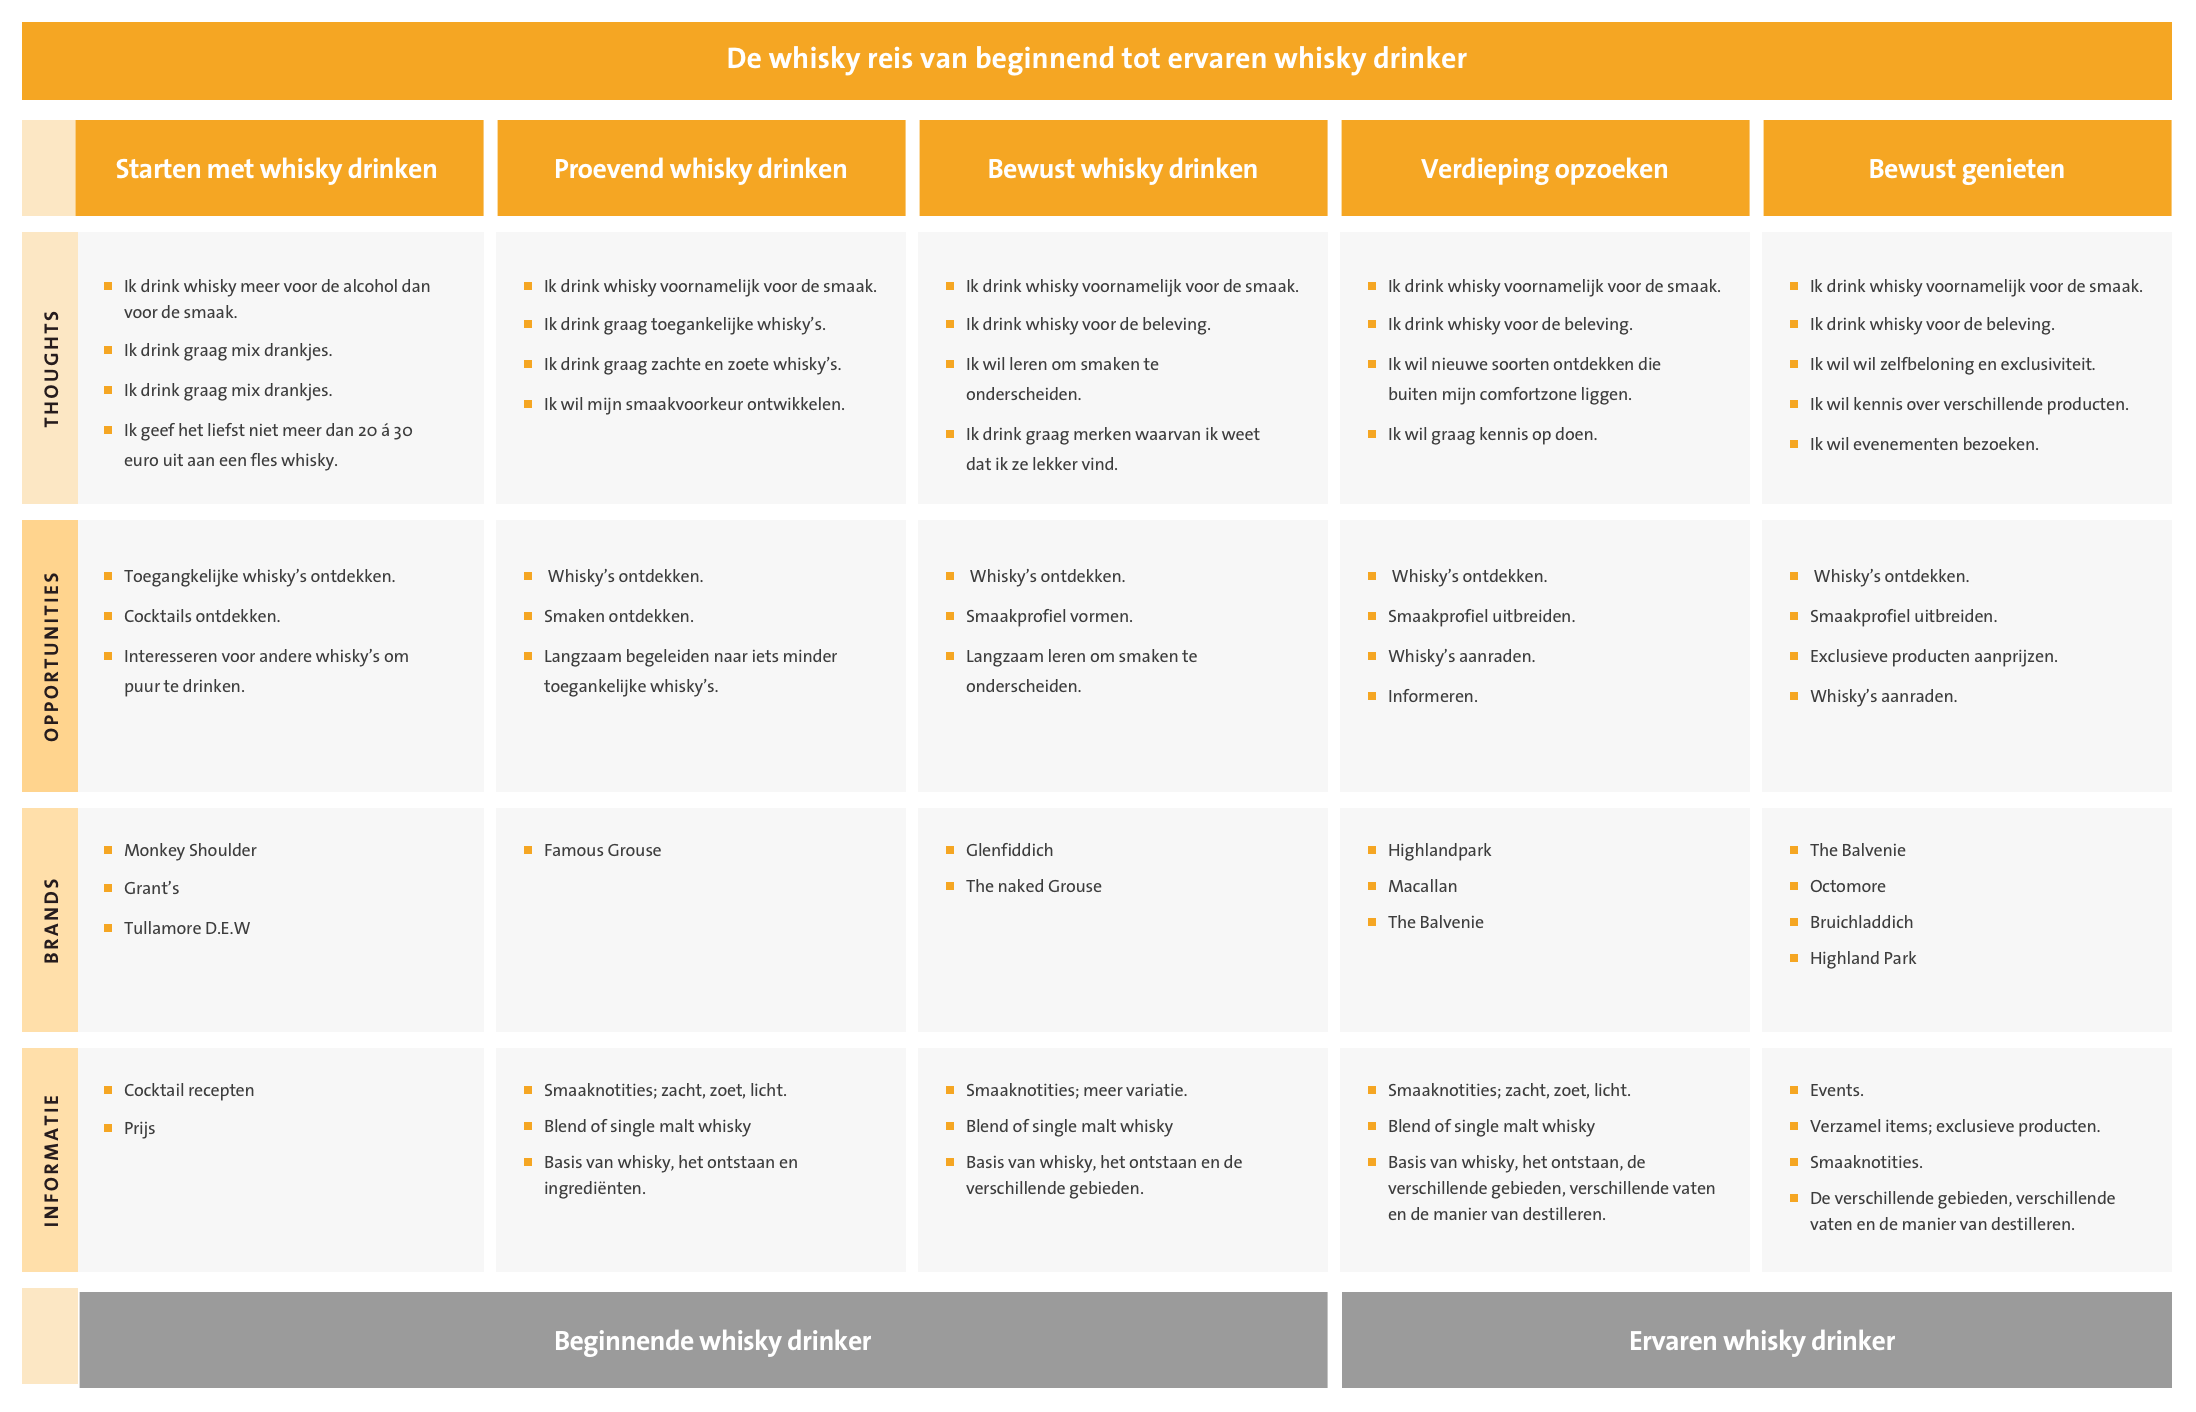 De whisky reis van beginnend tot ervaren whisky drinker
Starten met whisky drinken
Proevend whisky drinken
Bewust whisky drinken
Verdieping opzoeken
Bewust genieten
THOUGHTS
Ik drink whisky meer voor de alcohol dan
voor de smaak.
Ik drink graag mix drankjes.
Ik drink graag mix drankjes.
Ik geef het liefst niet meer dan 20 á 30
euro uit aan een fles whisky.
Ik drink whisky voornamelijk voor de smaak.
Ik drink graag toegankelijke whisky's.
Ik drink graag zachte en zoete whisky's.
Ik wil mijn smaakvoorkeur ontwikkelen.
Ik drink whisky voornamelijk voor de smaak.
Ik drink whisky voor de beleving.
Ik wil leren om smaken te
onderscheiden.
Ik drink graag merken waarvan ik weet
dat ik ze lekker vind.
Ik drink whisky voornamelijk voor de smaak.
Ik drink whisky voor de beleving.
Ik wil nieuwe soorten ontdekken die
buiten mijn comfortzone liggen.
Ik wil graag kennis op doen.
Ik drink whisky voornamelijk voor de smaak.
Ik drink whisky voor de beleving.
Ik wil wil zelfbeloning en exclusiviteit.
Ik wil kennis over verschillende producten.
Ik wil evenementen bezoeken.
OPPORTUNITIES
Toegangkelijke whisky's ontdekken.
Cocktails ontdekken.
Interesseren voor andere whisky's om
puur te drinken.
Whisky's ontdekken.
Smaken ontdekken.
Langzaam begeleiden naar iets minder
toegankelijke whisky's.
Whisky's ontdekken.
Smaakprofiel vormen.
Langzaam leren om smaken te
onderscheiden.
Whisky's ontdekken.
Smaakprofiel uitbreiden.
Whisky's aanraden.
Informeren.
Whisky's ontdekken.
Smaakprofiel uitbreiden.
Exclusieve producten aanprijzen.
Whisky's aanraden.
BRANDS
Monkey Shoulder
Grant's
Tullamore D.E.W
Famous Grouse
Glenfiddich
The naked Grouse
Highlandpark
Macallan
The Balvenie
The Balvenie
Octomore
Bruichladdich
Highland Park
INFORMATIE
Cocktail recepten
Prijs
Smaaknotities; zacht, zoet, licht.
Blend of single malt whisky
Basis van whisky, het ontstaan en
ingrediënten.
Smaaknotities; meer variatie.
Blend of single malt whisky
Basis van whisky, het ontstaan en de
verschillende gebieden.
Smaaknotities; zacht, zoet, licht.
Blend of single malt whisky
Basis van whisky, het ontstaan, de
verschillende gebieden, verschillende vaten
en de manier van destilleren.
Events.
Verzamel items; exclusieve producten.
Smaaknotities.
De verschillende gebieden, verschillende
vaten en de manier van destilleren.
Beginnende whisky drinker
Ervaren whisky drinker